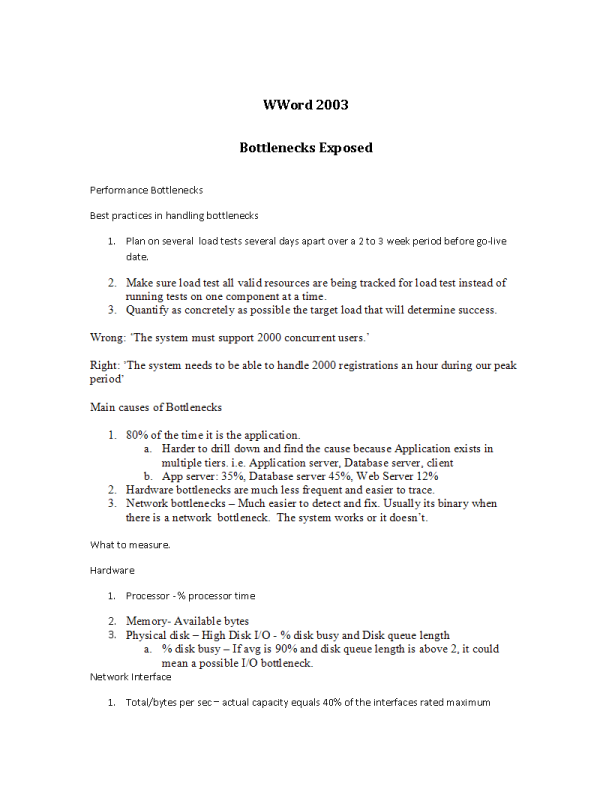 WWord 2003
Bottlenecks Exposed
Performance Bottlenecks
Best practices in handling bottlenecks
1. Plan on several load tests several days apart over a 2 to 3 week period before go-live
date.
2. Make sure load test all valid resources are being tracked for load test instead of
running tests on one component at a time.
3. Quantify as concretely as possible the target load that will determine success.
Wrong: ‘The system must support 2000 concurrent users.’
Right: ‘The system needs to be able to handle 2000 registrations an hour during our peak
period’
Main causes of Bottlenecks
1. 80% of the time it is the application.
a. Harder to drill down and find the cause because Application exists in
multiple tiers. i.e. Application server, Database server, client
b. App server: 35%, Database server 45%, Web Server 12%
2. Hardware bottlenecks are much less frequent and easier to trace.
3. Network bottlenecks – Much easier to detect and fix. Usually its binary when
there is a network bottleneck. The system works or it doesn’t.
What to measure.
Hardware
1. Processor -% processor time
2. Memory- Available bytes
3. Physical disk – High Disk I/O - % disk busy and Disk queue length
a. % disk busy – If avg is 90% and disk queue length is above 2, it could
mean a possible I/O bottleneck.
Network Interface
1. Total/bytes per sec – actual capacity equals 40% of the interfaces rated maximum